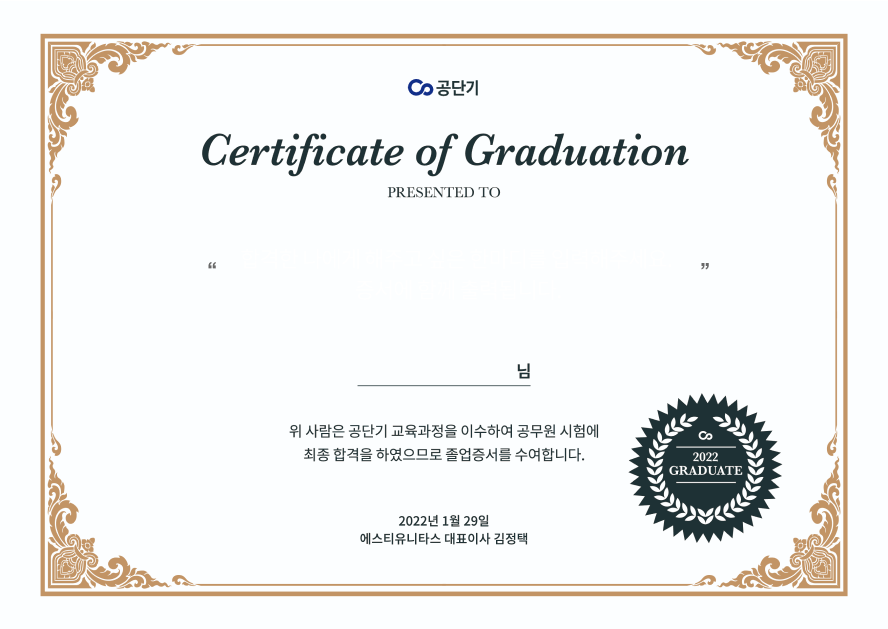 공단기
Certificate of Graduation
PRESENTED TO
“ ”
님
위 사람은 공단기 교육과정을 이수하여 공무원 시험에
최종 합격을 하였으므로 졸업증서를 수여합니다.
2022
GRADUATE
2022년 1월 29일
에스티유니타스 대표이사 김정택